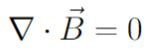 ∇ · B⃗ = 0